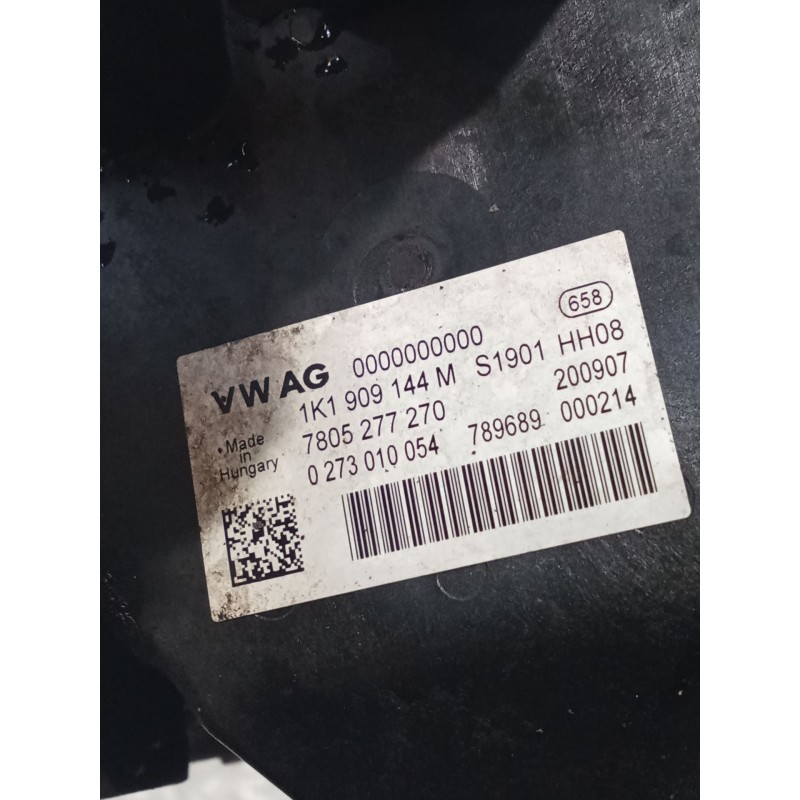 658
VW AG 0000000000
1K1 909 144 M S1901 HH08
7805 277 270 200907
0 273 010 054 789689 000214
Made
in
Hungary